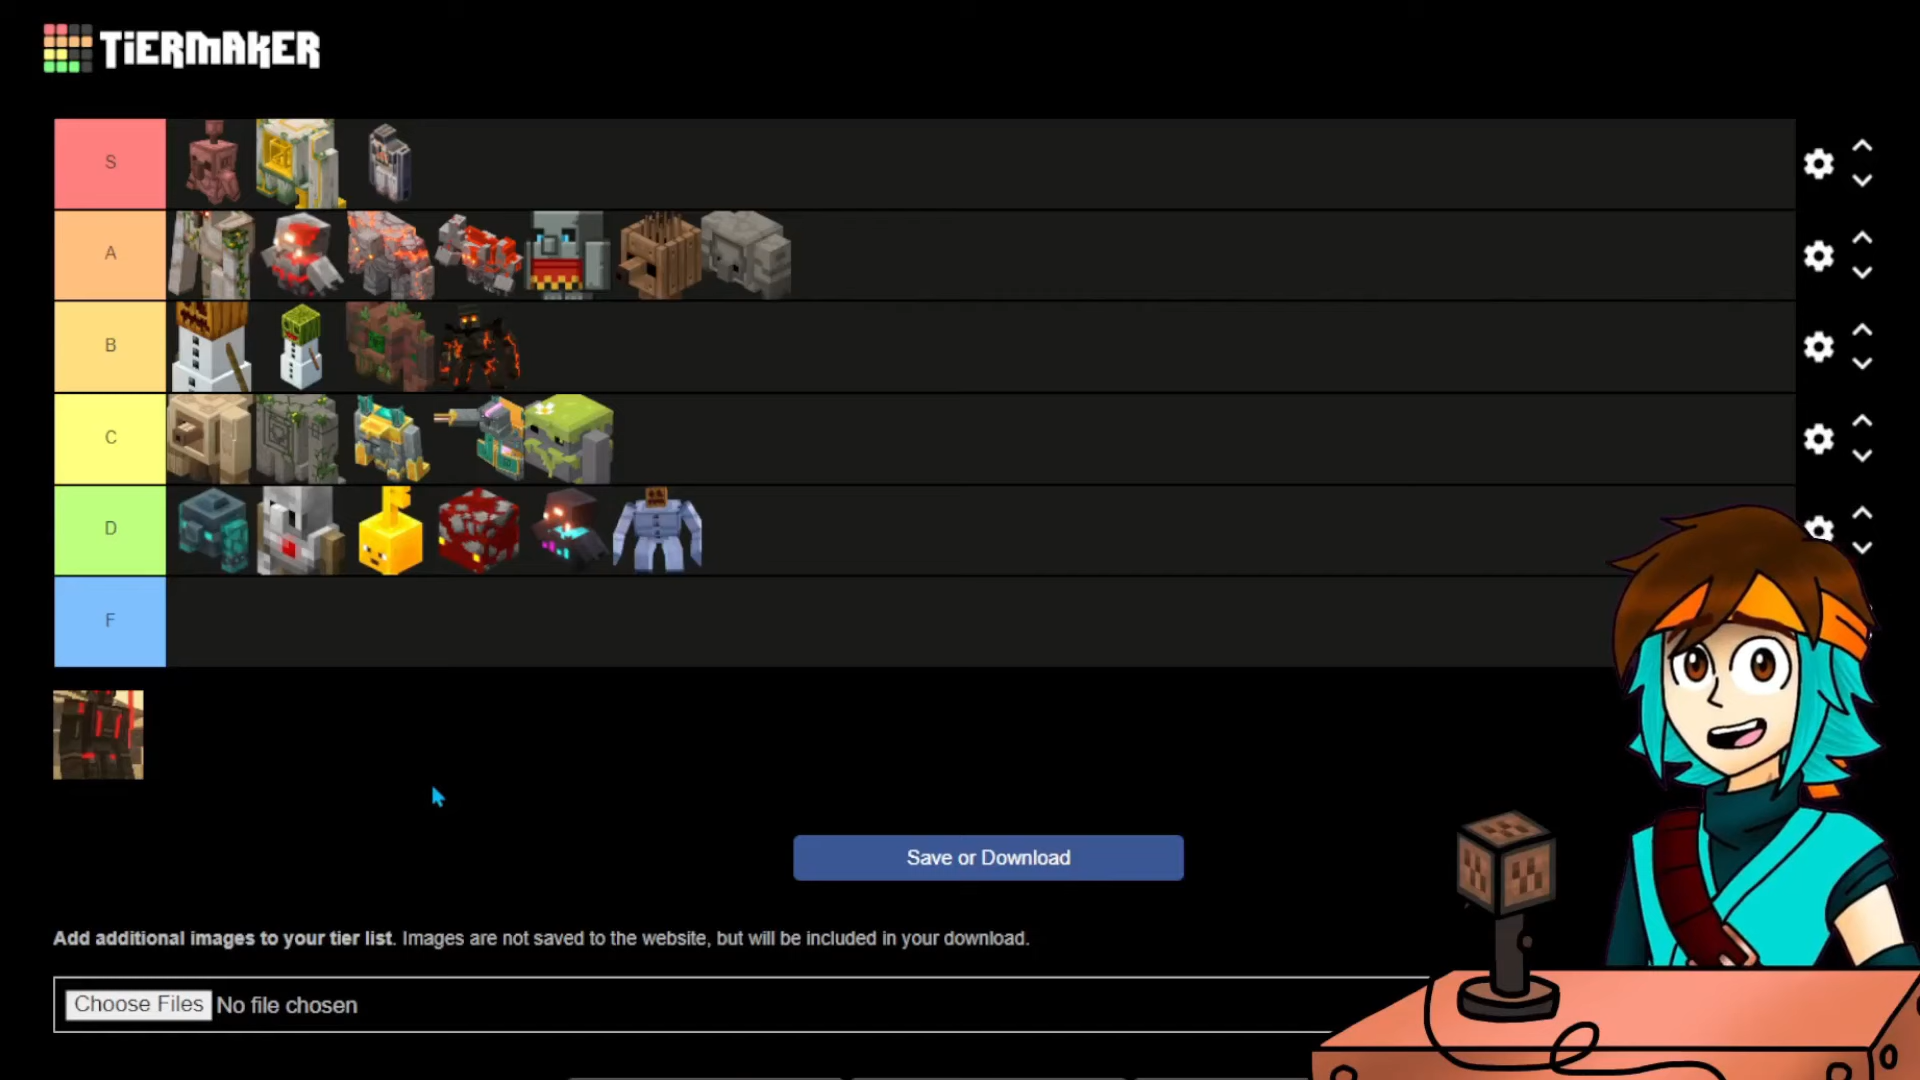 TiERMAKER
S
A
B
C
D
F
Save or Download
Add additional images to your tier list. Images are not saved to the website, but will be included in your download.
Choose Files No file chosen